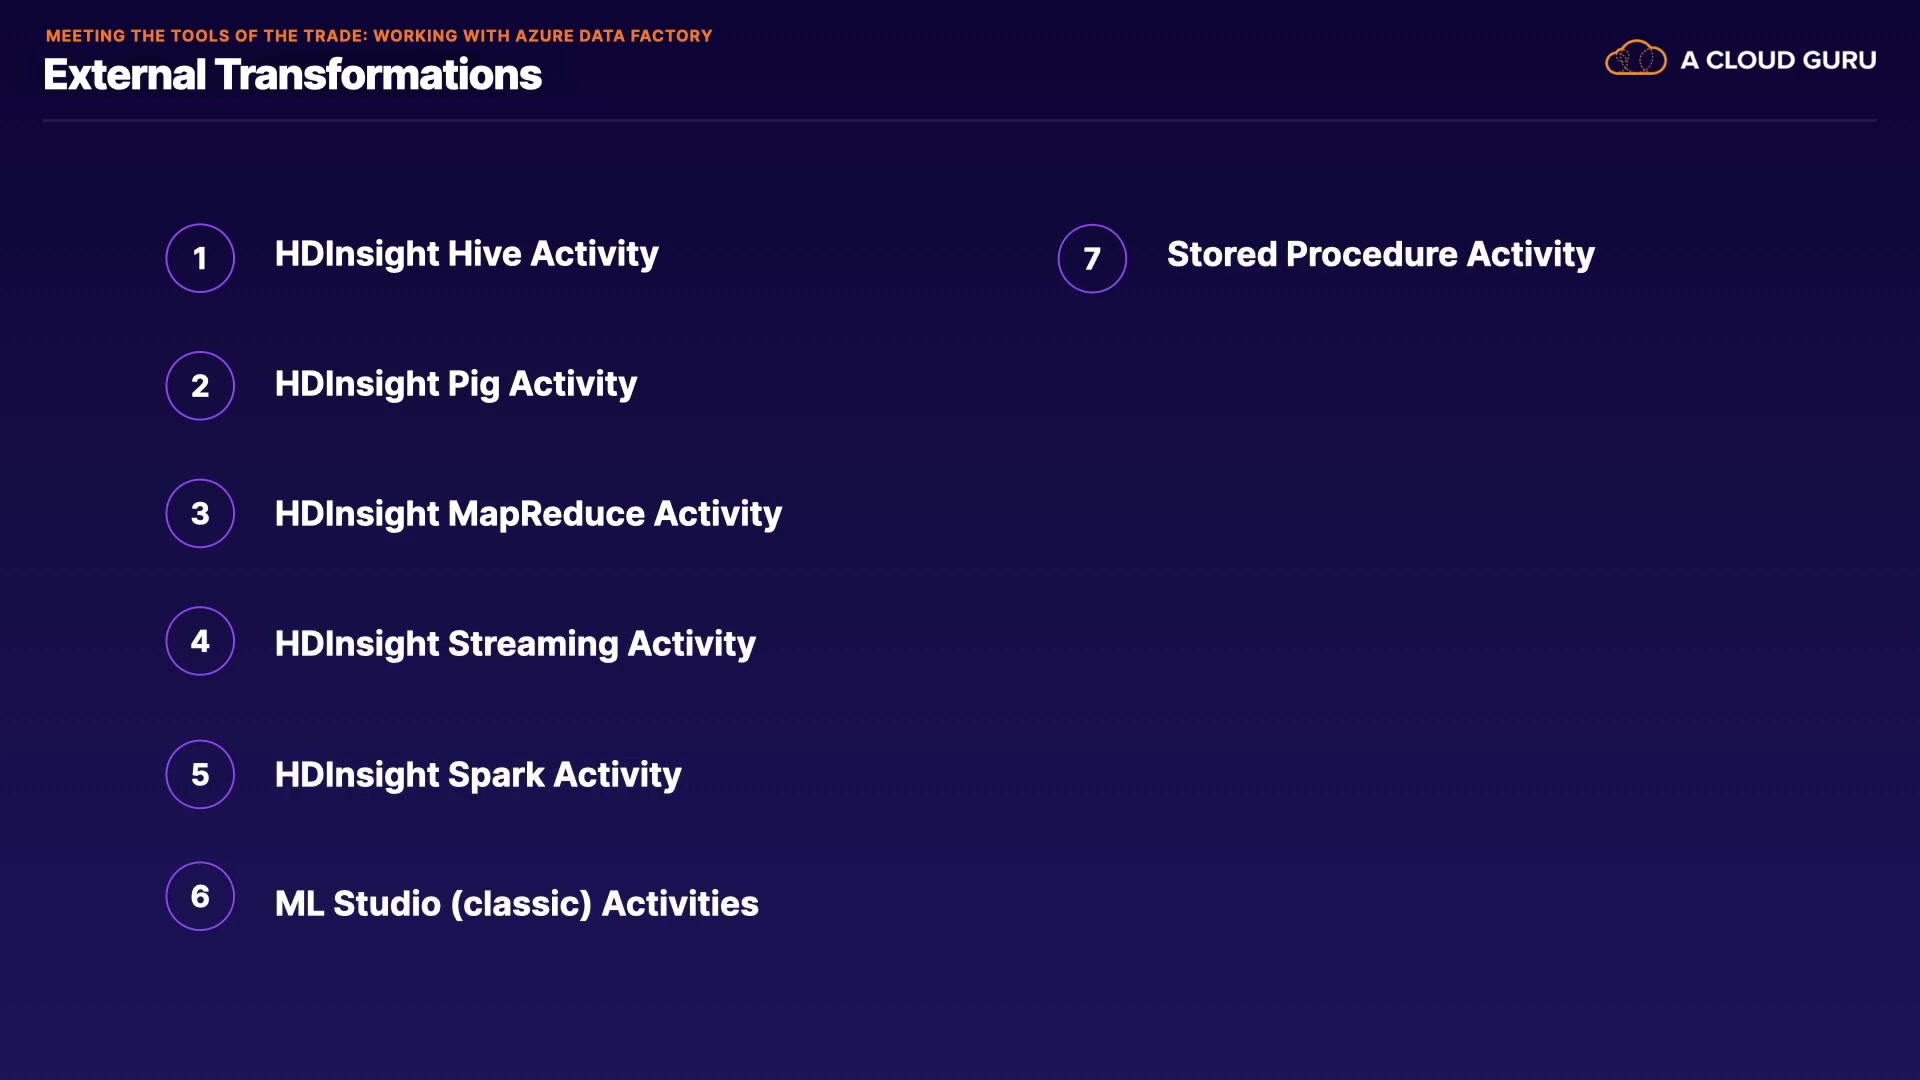 MEETING THE TOOLS OF THE TRADE: WORKING WITH AZURE DATA FACTORY
External Transformations
A CLOUD GURU
1 HDInsight Hive Activity
2 HDInsight Pig Activity
3 HDInsight MapReduce Activity
4 HDInsight Streaming Activity
5 HDInsight Spark Activity
6 ML Studio (classic) Activities
7 Stored Procedure Activity